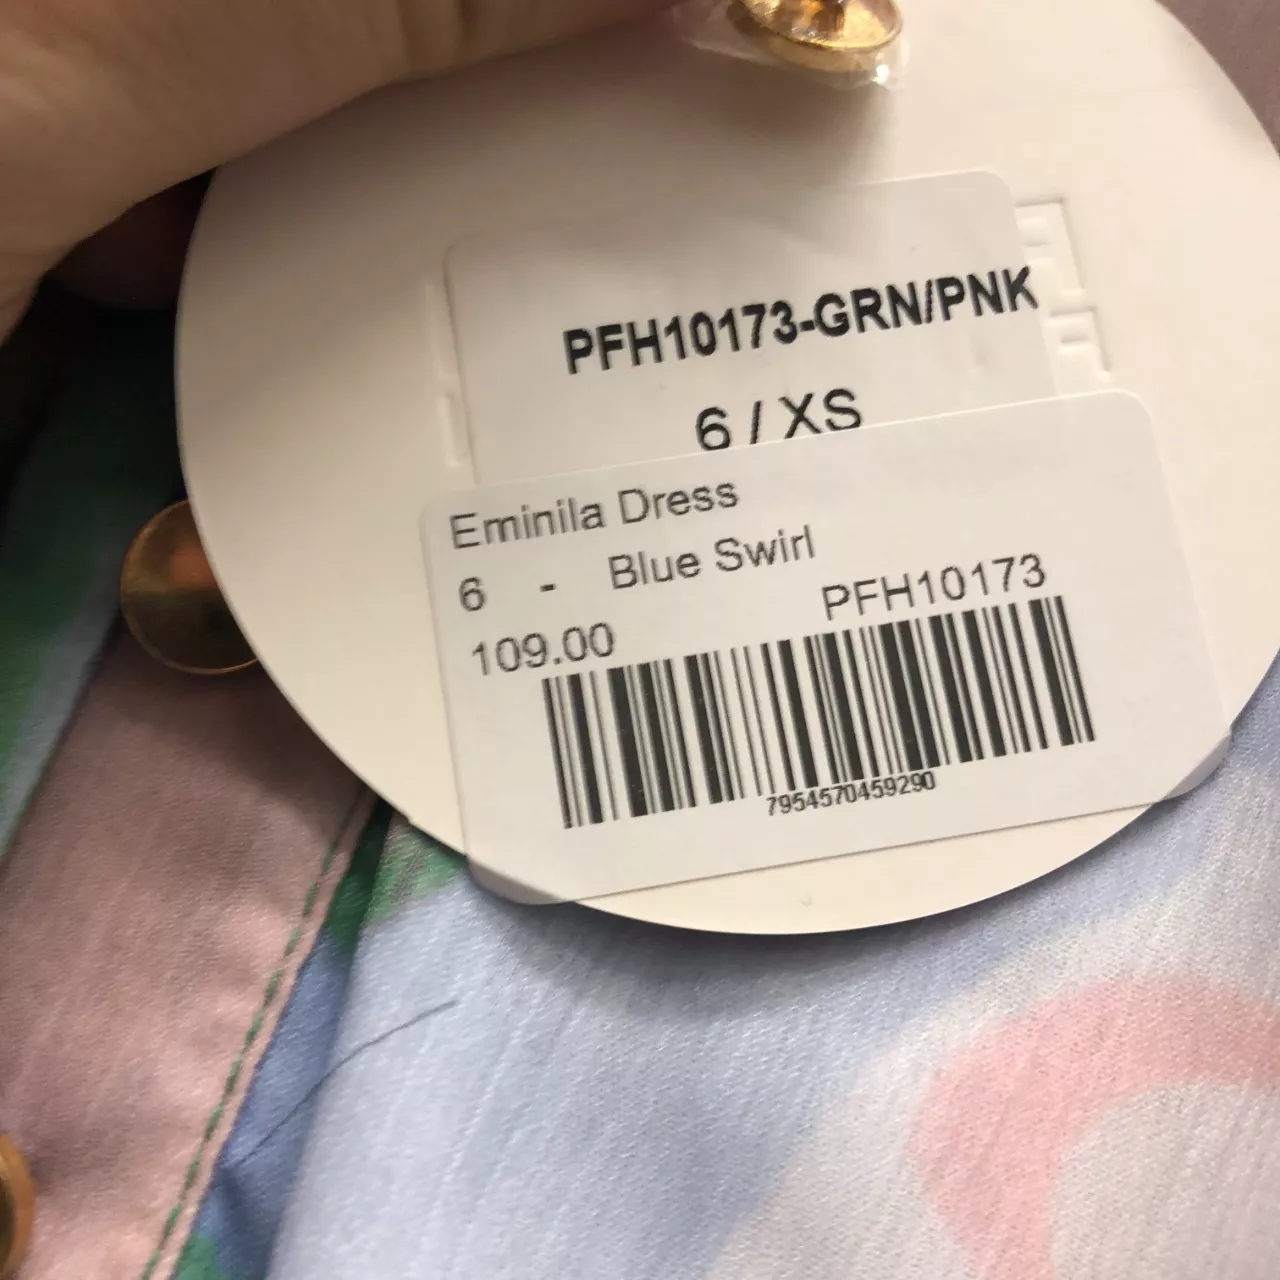 PFH10173-GRN/PNK
6 / XS
Eminila Dress
6 - Blue Swirl
109.00 PFH10173
7954570459290